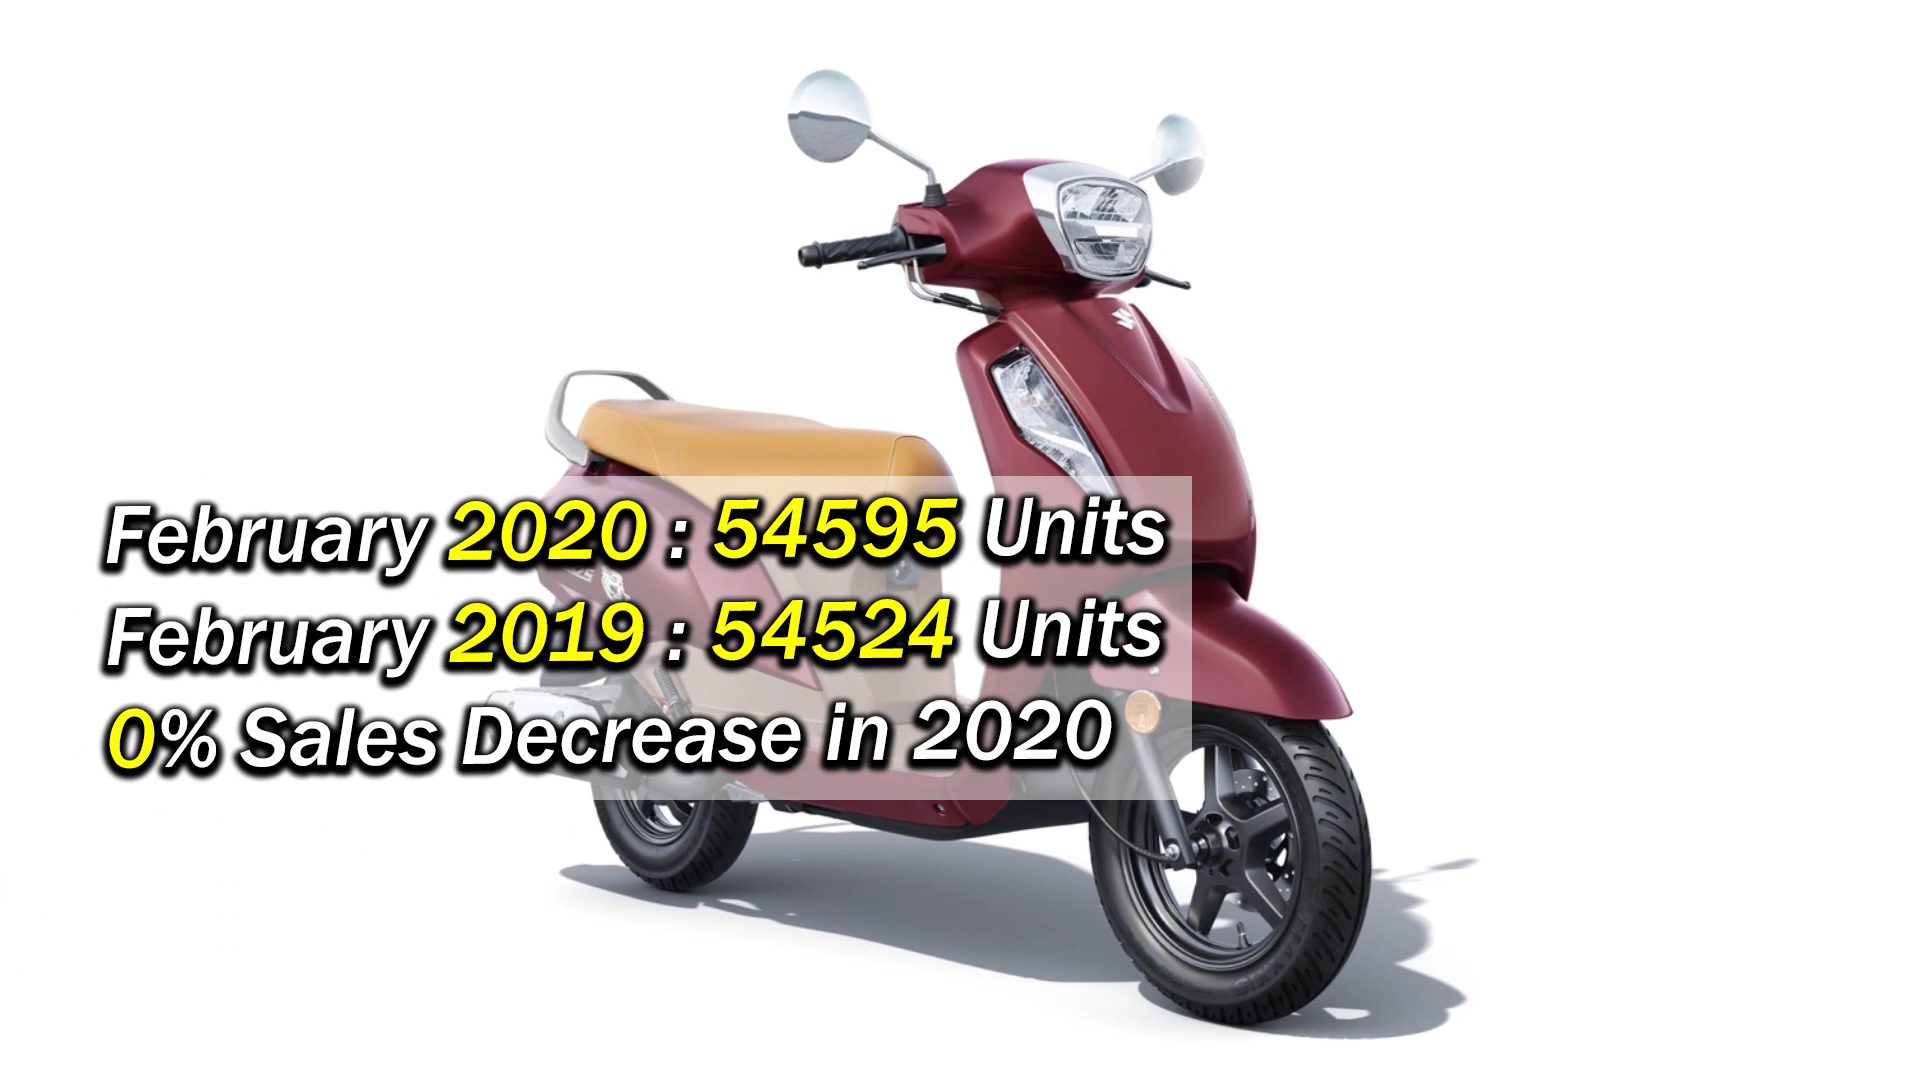 February 2020 : 54595 Units
February 2019 : 54524 Units
0% Sales Decrease in 2020